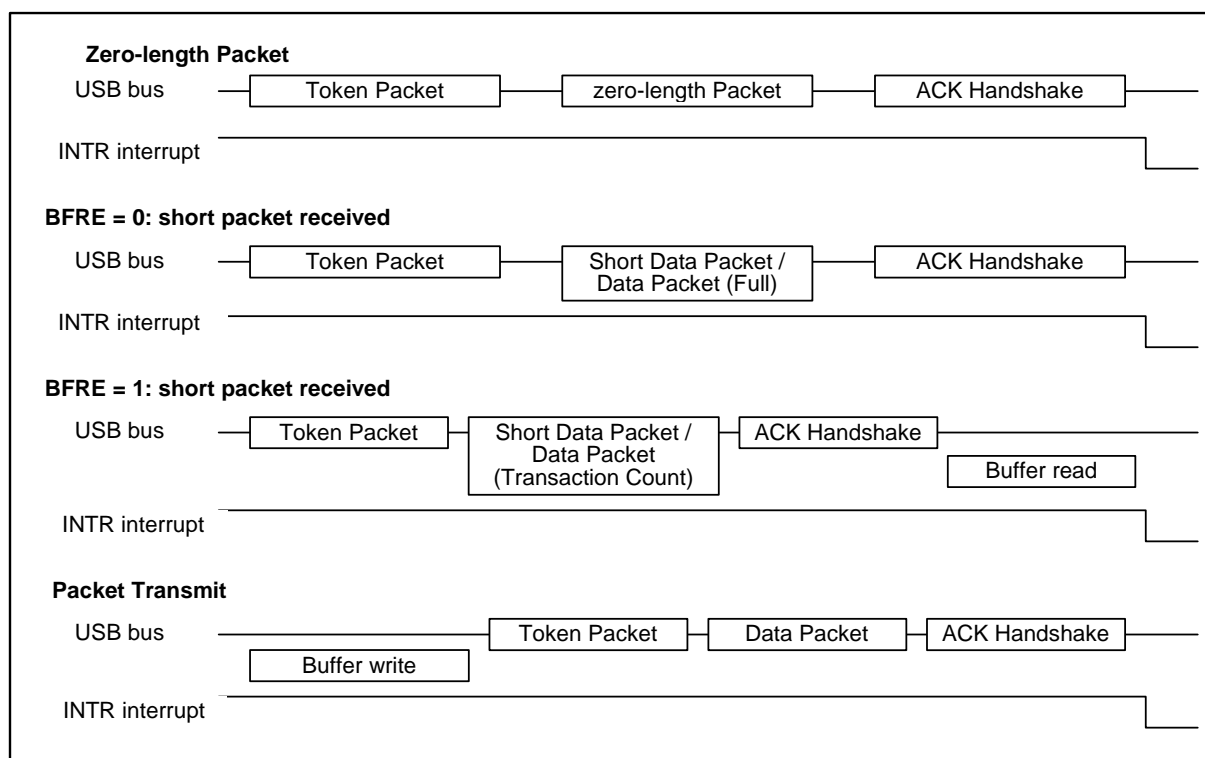 Zero-length Packet
USB bus
Token Packet
zero-length Packet
ACK Handshake
INTR interrupt
BFRE = 0: short packet received
USB bus
Token Packet
Short Data Packet /
Data Packet (Full)
ACK Handshake
INTR interrupt
BFRE = 1: short packet received
USB bus
Token Packet
Short Data Packet /
Data Packet
(Transaction Count)
ACK Handshake
Buffer read
INTR interrupt
Packet Transmit
USB bus
Token Packet
Data Packet
ACK Handshake
Buffer write
INTR interrupt